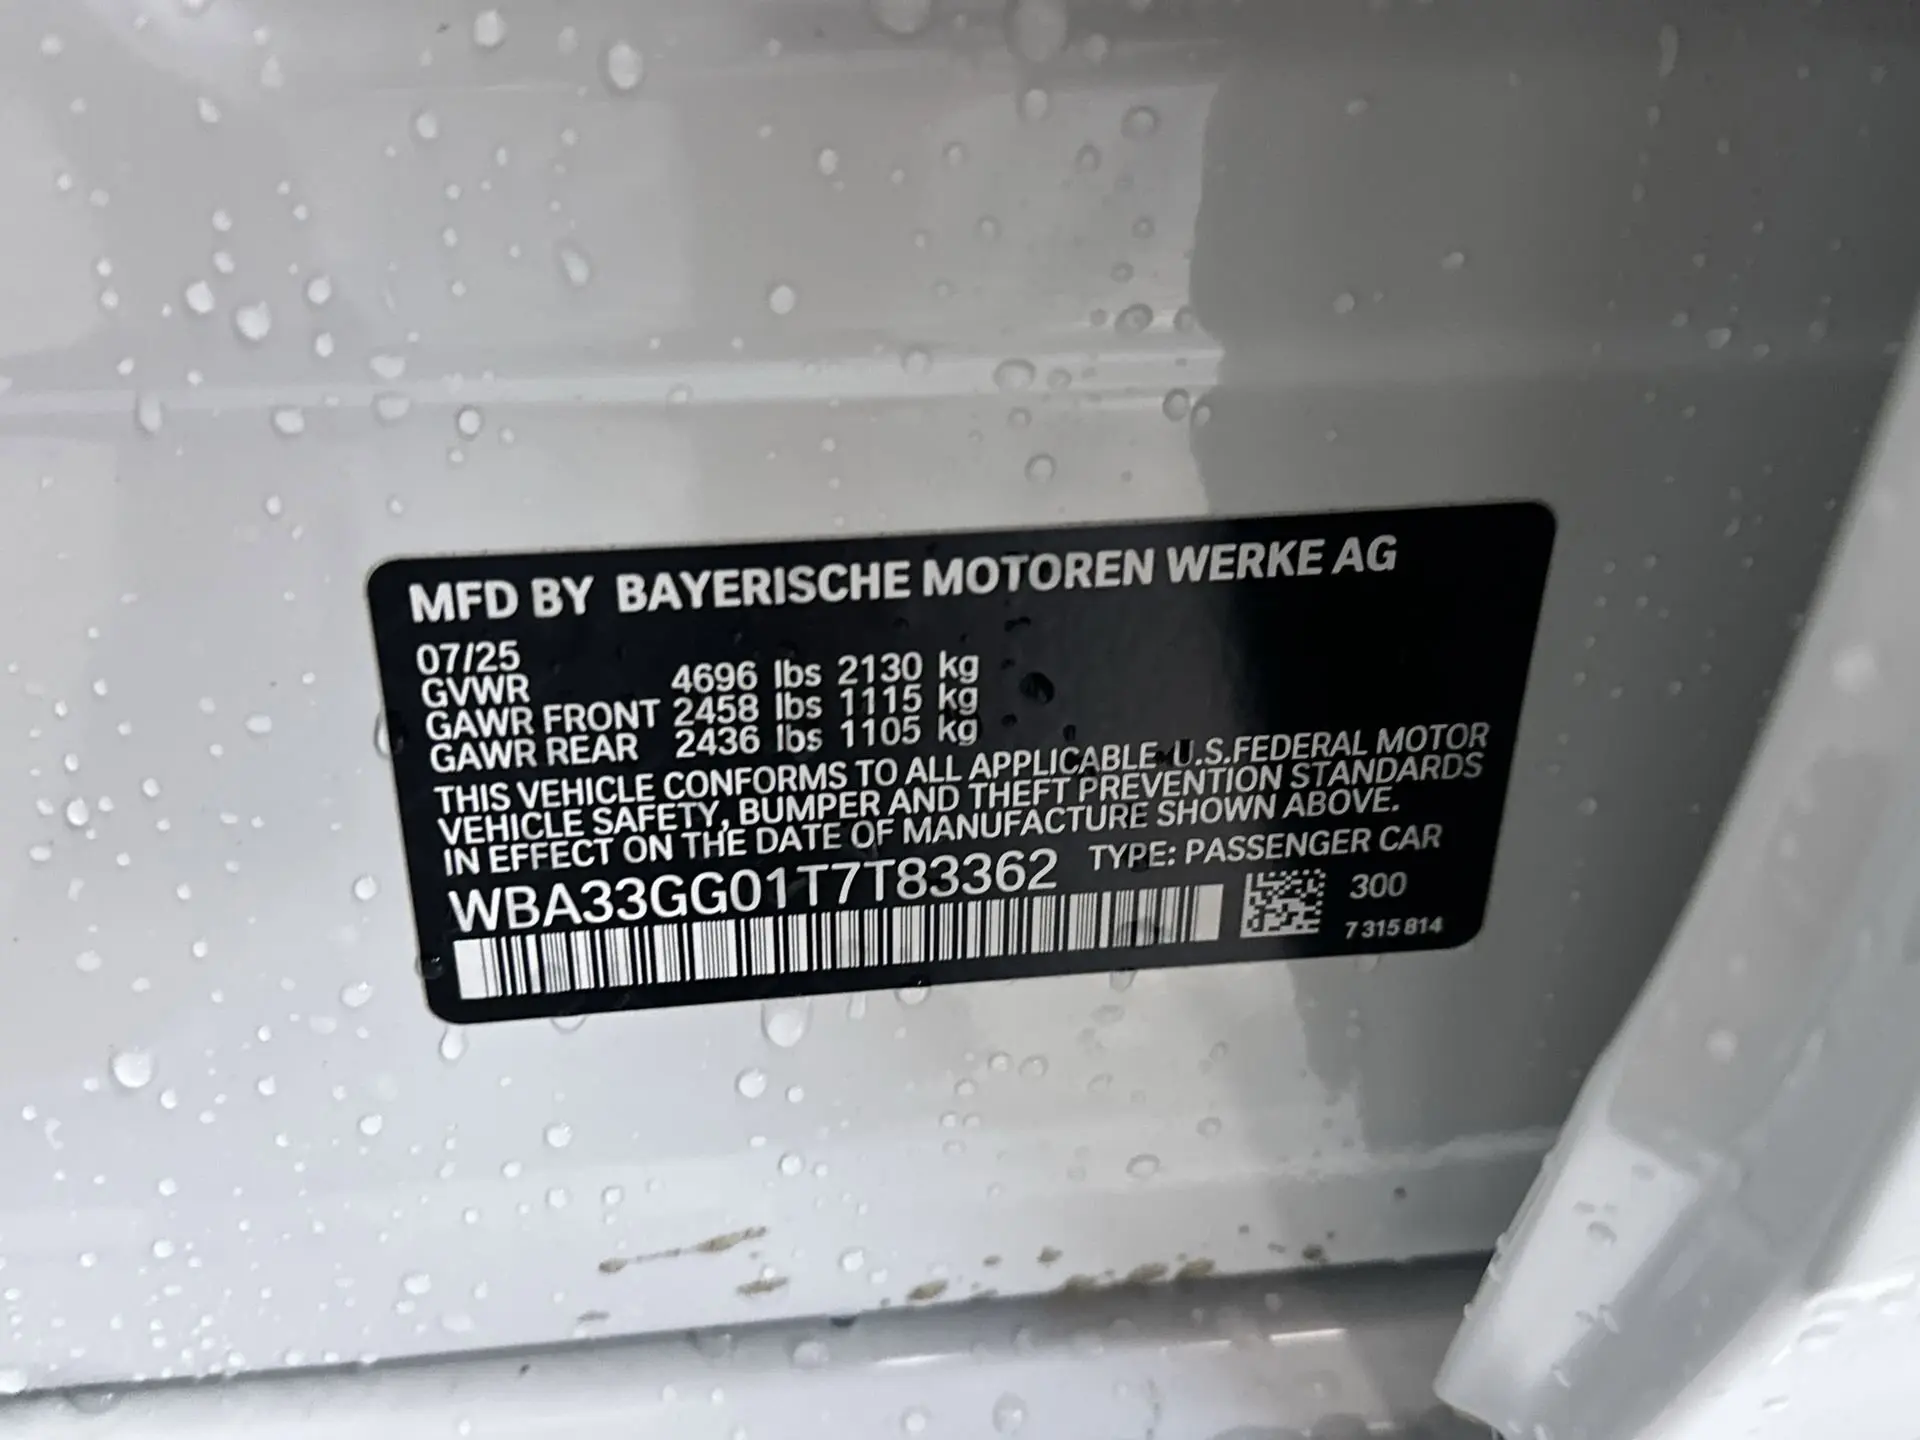 MFD BY BAYERISCHE MOTOREN WERKE AG
07/25
GVWR 4696 lbs 2130 kg
GAWR FRONT 2458 lbs 1115 kg
GAWR REAR 2436 lbs 1105 kg
THIS VEHICLE CONFORMS TO ALL APPLICABLE U.S.FEDERAL MOTOR
VEHICLE SAFETY, BUMPER AND THEFT PREVENTION STANDARDS
IN EFFECT ON THE DATE OF MANUFACTURE SHOWN ABOVE.
WBA33GG01T7T83362 TYPE: PASSENGER CAR
300
7 315 814